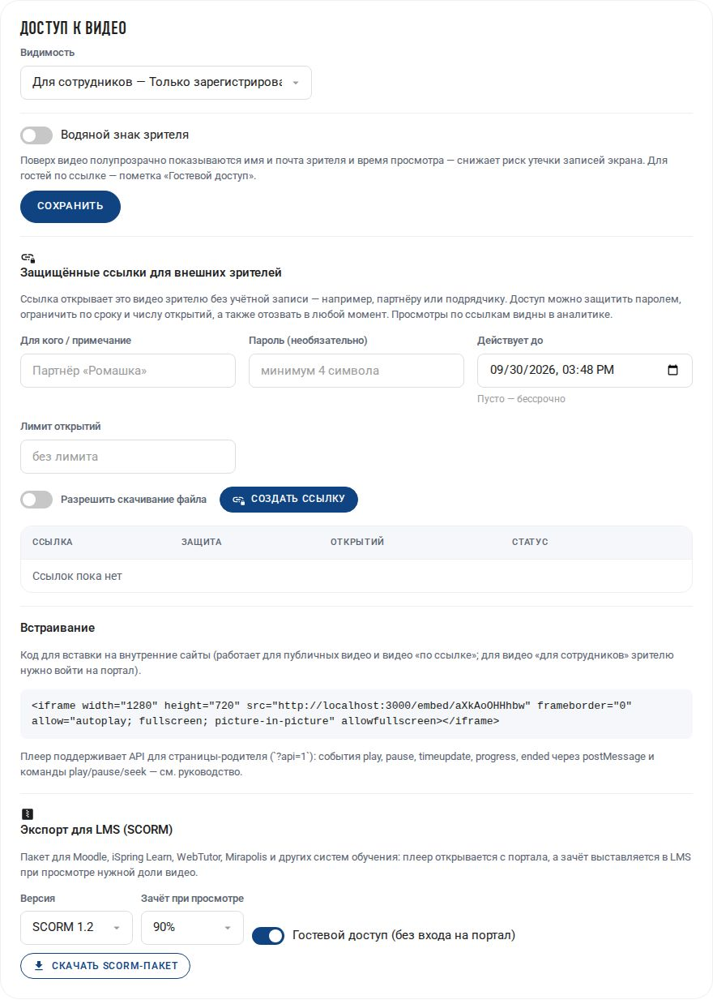 ДОСТУП К ВИДЕО
Видимость
Для сотрудников — Только зарегистрирова
Водяной знак зрителя
Поверх видео полупрозрачно показываются имя и почта зрителя и время просмотра — снижает риск утечки записей экрана. Для
гостей по ссылке — пометка «Гостевой доступ».
СОХРАНИТЬ
Защищённые ссылки для внешних зрителей
Ссылка открывает это видео зрителю без учётной записи — например, партнёру или подрядчику. Доступ можно защитить паролем,
ограничить по сроку и числу открытий, а также отозвать в любой момент. Просмотры по ссылкам видны в аналитике.
Для кого / примечание Пароль (необязательно) Действует до
Партнёр «Ромашка» минимум 4 символа 09/30/2026, 03:48 PM
Пусто — бессрочно
Лимит открытий
без лимита
Разрешить скачивание файла СОЗДАТЬ ССЫЛКУ
ССЫЛКА ЗАЩИТА ОТКРЫТИЙ СТАТУС
Ссылок пока нет
Встраивание
Код для вставки на внутренние сайты (работает для публичных видео и видео «по ссылке»; для видео «для сотрудников» зрителю
нужно войти на портал).
<iframe width="1280" height="720" src="http://localhost:3000/embed/aXkAoOHHhbw" frameborder="0"
allow="autoplay; fullscreen; picture-in-picture" allowfullscreen></iframe>
Плеер поддерживает API для страницы-родителя (`?api=1`): события play, pause, timeupdate, progress, ended через postMessage и
команды play/pause/seek — см. руководство.
Экспорт для LMS (SCORM)
Пакет для Moodle, iSpring Learn, WebTutor, Mirapolis и других систем обучения: плеер открывается с портала, а зачёт выставляется в LMS
при просмотре нужной доли видео.
Версия Зачёт при просмотре
SCORM 1.2 90% Гостевой доступ (без входа на портал)
СКАЧАТЬ SCORM-ПАКЕТ